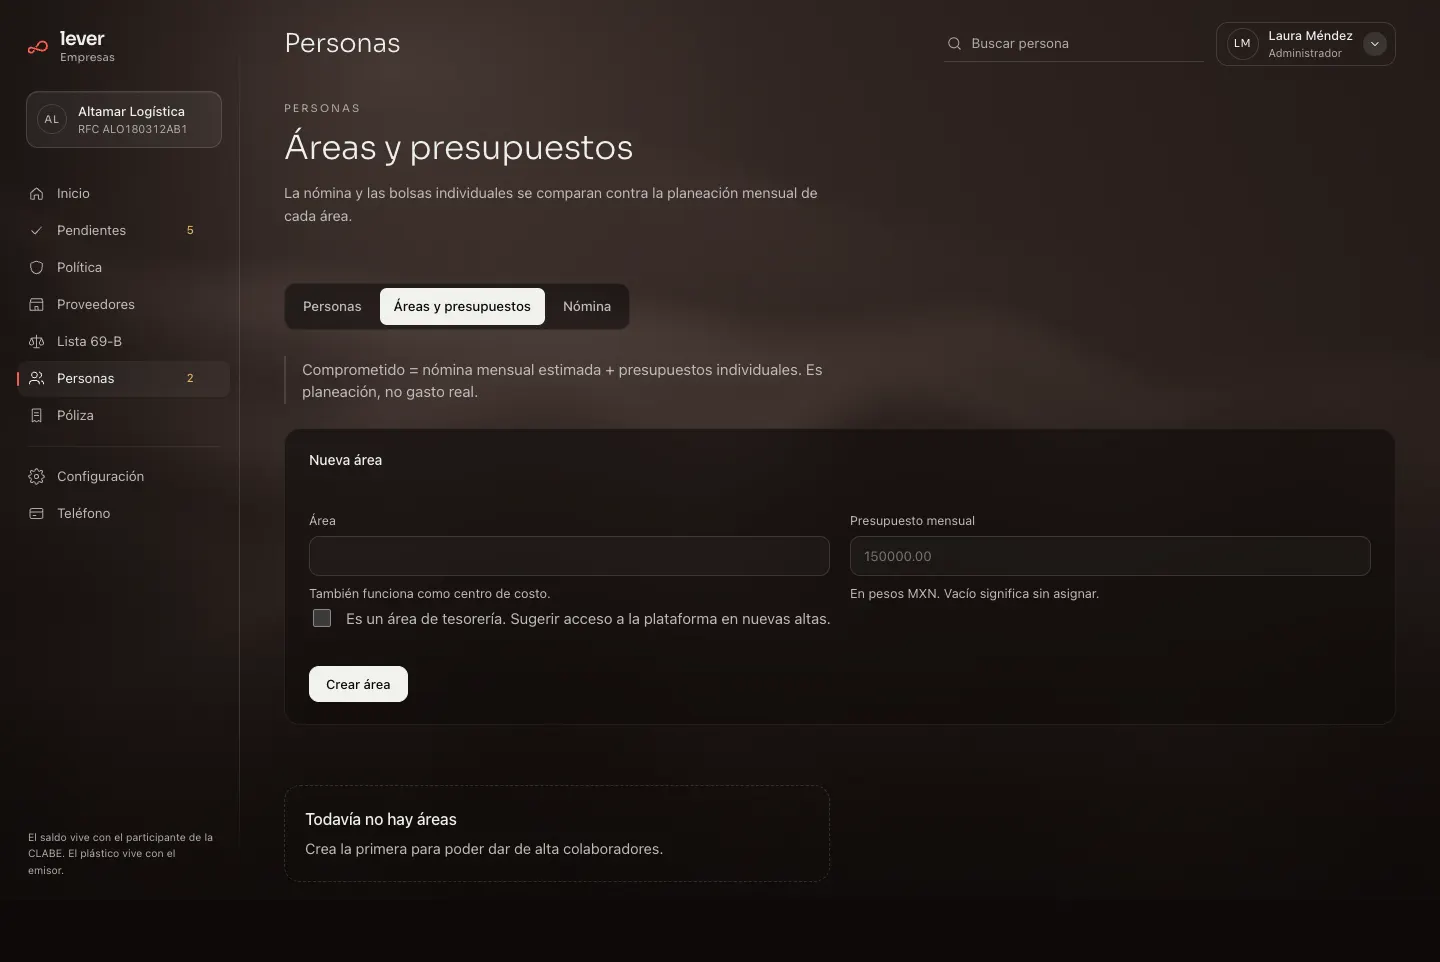 lever
Empresas
Personas
Buscar persona
LM
Laura Méndez
Administrador
AL
Altamar Logística
RFC ALO180312AB1
Inicio
Pendientes 5
Política
Proveedores
Lista 69-B
Personas 2
Póliza
Configuración
Teléfono
El saldo vive con el participante de la
CLABE. El plástico vive con el
emisor.
PERSONAS
Áreas y presupuestos
La nómina y las bolsas individuales se comparan contra la planeación mensual de
cada área.
Personas
Áreas y presupuestos
Nómina
Comprometido = nómina mensual estimada + presupuestos individuales. Es
planeación, no gasto real.
Nueva área
Área
También funciona como centro de costo.
Presupuesto mensual
150000.00
En pesos MXN. Vacío significa sin asignar.
Es un área de tesorería. Sugerir acceso a la plataforma en nuevas altas.
Crear área
Todavía no hay áreas
Crea la primera para poder dar de alta colaboradores.